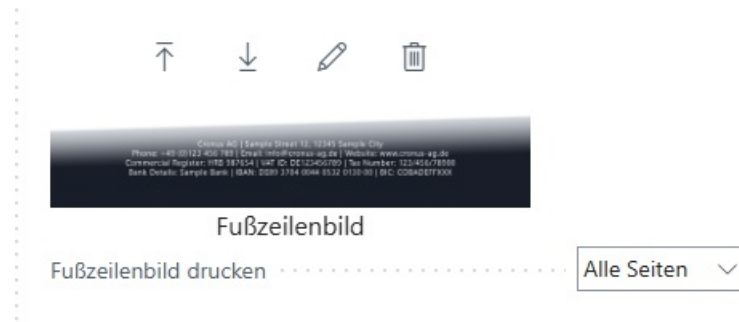 Cronus AG | Sample Street 12, 12345 Sample City
Phone: +49 (0)123 456 789 | Email: info@cronus-ag.de | Website: www.cronus-ag.de
Commercial Register: HRB 987654 | VAT ID: DE123456789 | Tax Number: 123/456/78900
Bank Details: Sample Bank | IBAN: 3704 0044 0532 0130 00 | BIC: COBADEFFXXX
Fußzeilenbild
Fußzeilenbild drucken
Alle Seiten